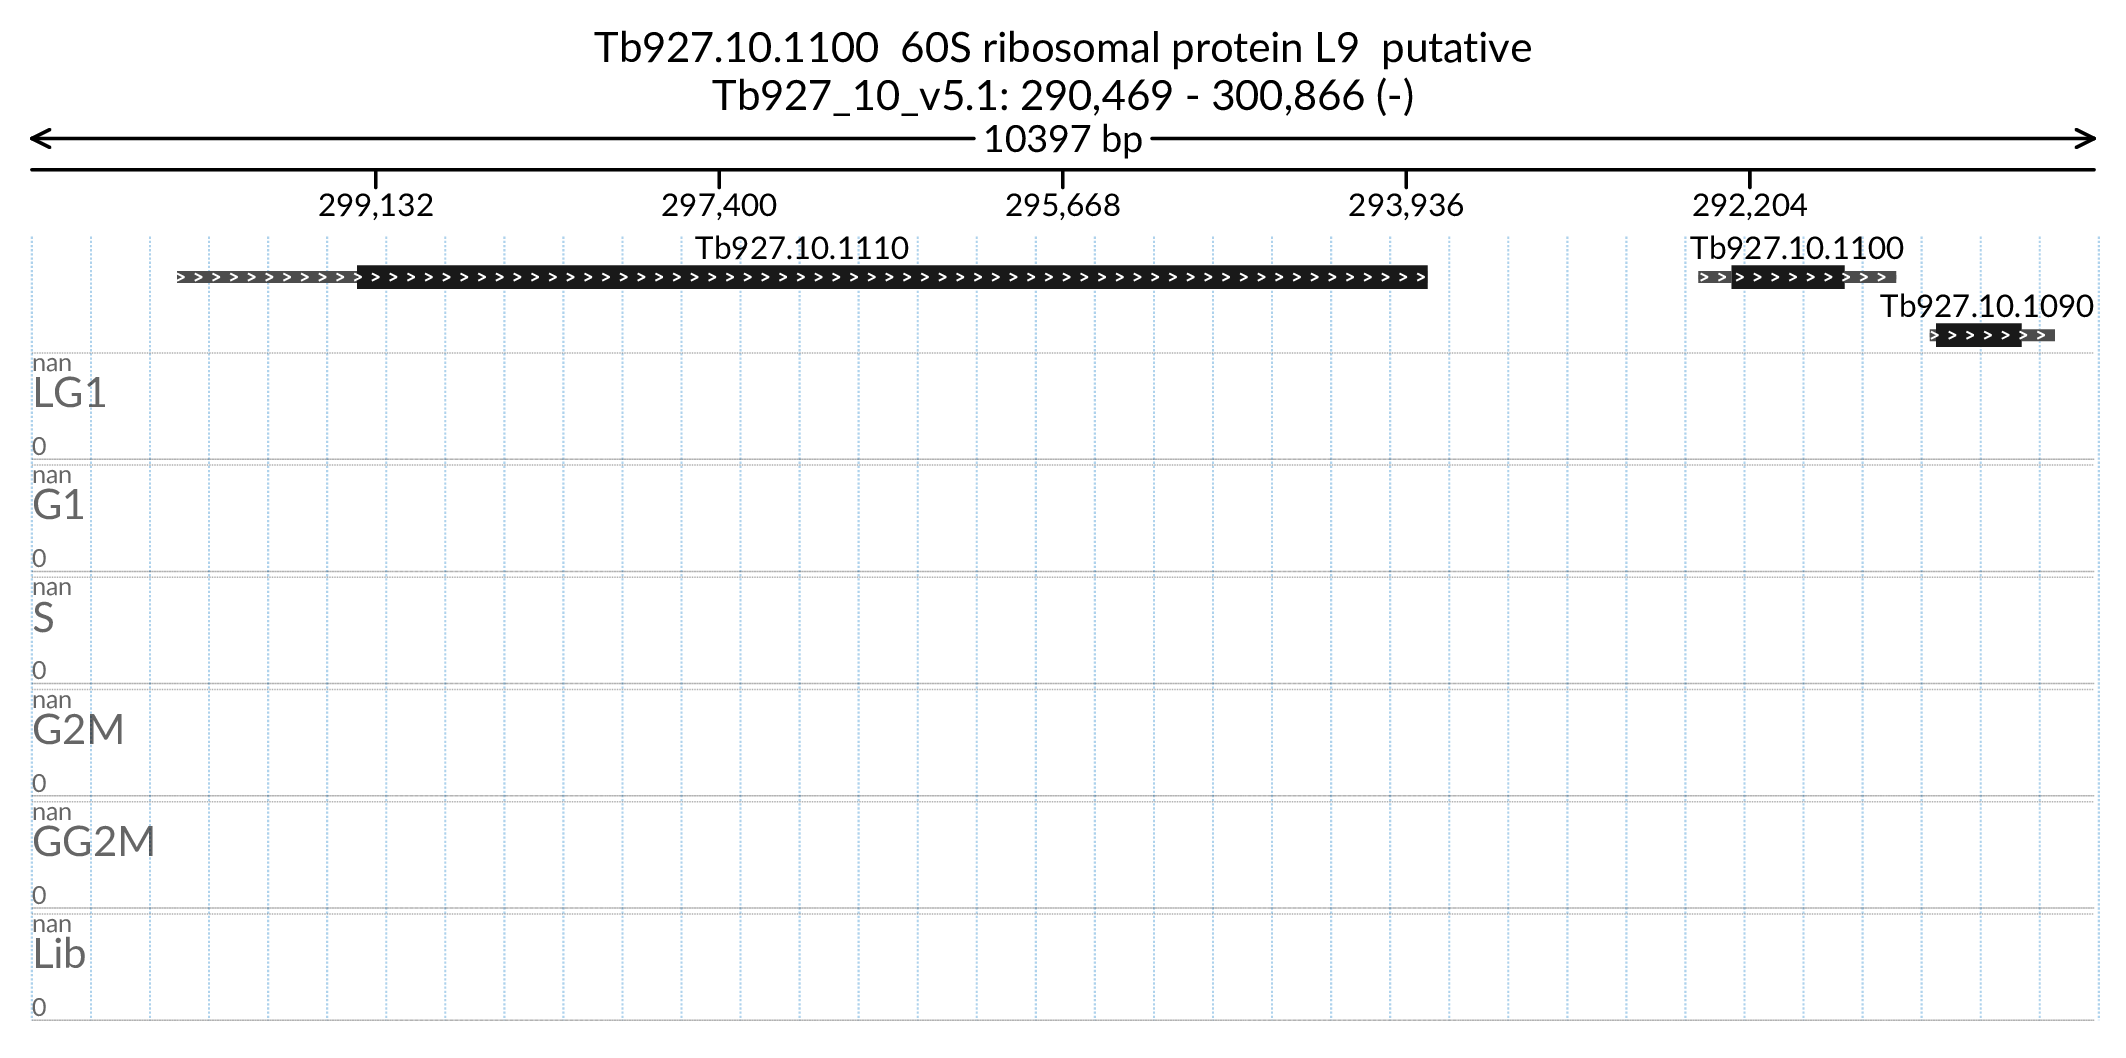 Tb927.10.1100  60S ribosomal protein L9  putative
Tb927_10_v5.1: 290,469 - 300,866 (-)
10397 bp
299,132 297,400 295,668 293,936 292,204
Tb927.10.1110 Tb927.10.1100
Tb927.10.1090
nan
LG1
0
nan
G1
0
nan
S
0
nan
G2M
0
nan
GG2M
0
nan
Lib
0